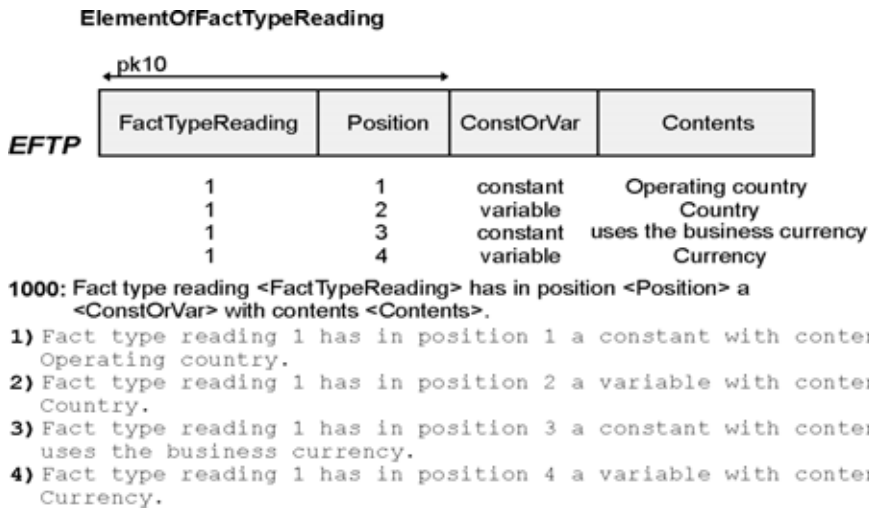 ElementOfFactTypeReading
pk10
EFTP FactTypeReading Position ConstOrVar Contents
1 1 constant Operating country
1 2 variable Country
1 3 constant uses the business currency
1 4 variable Currency
1000: Fact type reading <FactTypeReading> has in position <Position> a
<ConstOrVar> with contents <Contents>.
1) Fact type reading 1 has in position 1 a constant with
Operating country.
2) Fact type reading 1 has in position 2 a variable with
Country.
3) Fact type reading 1 has in position 3 a constant with
uses the business currency.
4) Fact type reading 1 has in position 4 a variable with
Currency.